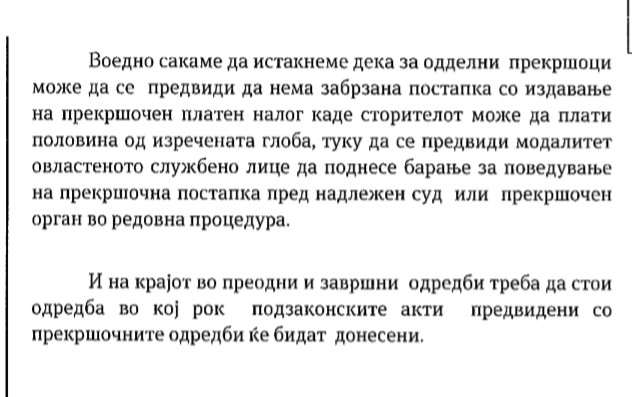 Воедно сакаме да истакнеме дека за одделни прекршоци
може да се предвиди да нема забрзана постапка со издавање
на прекршочен платен налог каде сторителот може да плати
половина од изречената глоба, туку да се предвиди модалитет
овластеното службено лице да поднесе барање за поведување
на прекршочна постапка пред надлежен суд или прекршочен
орган во редовна процедура.
И на крајот во преодни и завршни одредби треба да стои
одредба во кој рок подзаконските акти предвидени со
прекршочните одредби ќе бидат донесени.